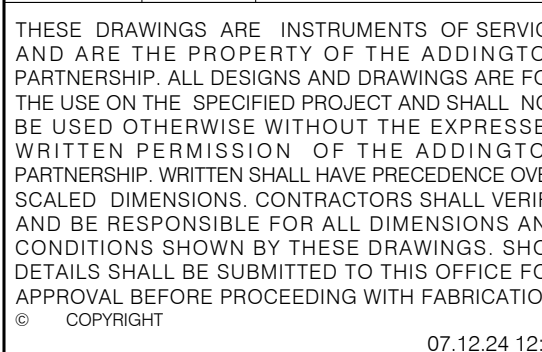 THESE DRAWINGS ARE INSTRUMENTS OF SERVIC
AND ARE THE PROPERTY OF THE ADDINGTO
PARTNERSHIP. ALL DESIGNS AND DRAWINGS ARE FO
THE USE ON THE SPECIFIED PROJECT AND SHALL NO
BE USED OTHERWISE WITHOUT THE EXPRESSE
WRITTEN PERMISSION OF THE ADDINGTO
PARTNERSHIP. WRITTEN SHALL HAVE PRECEDENCE OVE
SCALED DIMENSIONS. CONTRACTORS SHALL VERIF
AND BE RESPONSIBLE FOR ALL DIMENSIONS AN
CONDITIONS SHOWN BY THESE DRAWINGS. SHO
DETAILS SHALL BE SUBMITTED TO THIS OFFICE FO
APPROVAL BEFORE PROCEEDING WITH FABRICATIO
© COPYRIGHT
07.12.24 12: